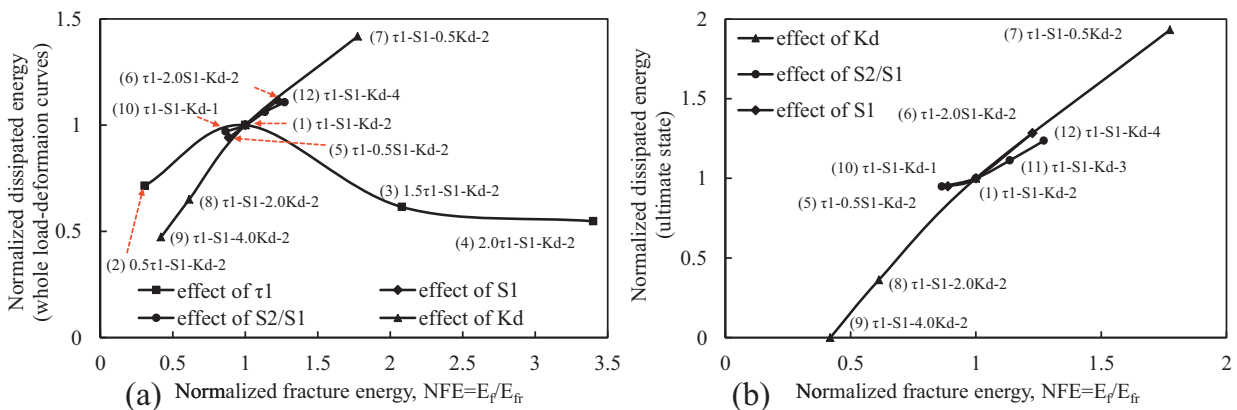 Normalized dissipated energy
(whole load-deformation curves)
1.5
1
0.5
0
0
0.5
1
1.5
2
2.5
3
3.5
(7) τ1-S1-0.5Kd-2
(6) τ1-2.0S1-Kd-2
(12) τ1-S1-Kd-4
(10) τ1-S1-Kd-1
(1) τ1-S1-Kd-2
(5) τ1-0.5S1-Kd-2
(3) 1.5τ1-S1-Kd-2
(8) τ1-S1-2.0Kd-2
(9) τ1-S1-4.0Kd-2
(4) 2.0τ1-S1-Kd-2
(2) 0.5τ1-S1-Kd-2
effect of τ1
effect of S1
effect of S2/S1
effect of Kd
(a)
Normalized fracture energy, NFE=Ef/Efr
Normalized dissipated energy
(ultimate state)
2
1.5
1
0.5
0
0
0.5
1
1.5
2
effect of Kd
effect of S2/S1
effect of S1
(7) τ1-S1-0.5Kd-2
(6) τ1-2.0S1-Kd-2
(12) τ1-S1-Kd-4
(10) τ1-S1-Kd-1
(11) τ1-S1-Kd-3
(1) τ1-S1-Kd-2
(5) τ1-0.5S1-Kd-2
(8) τ1-S1-2.0Kd-2
(9) τ1-S1-4.0Kd-2
(b)
Normalized fracture energy, NFE=Ef/Efr